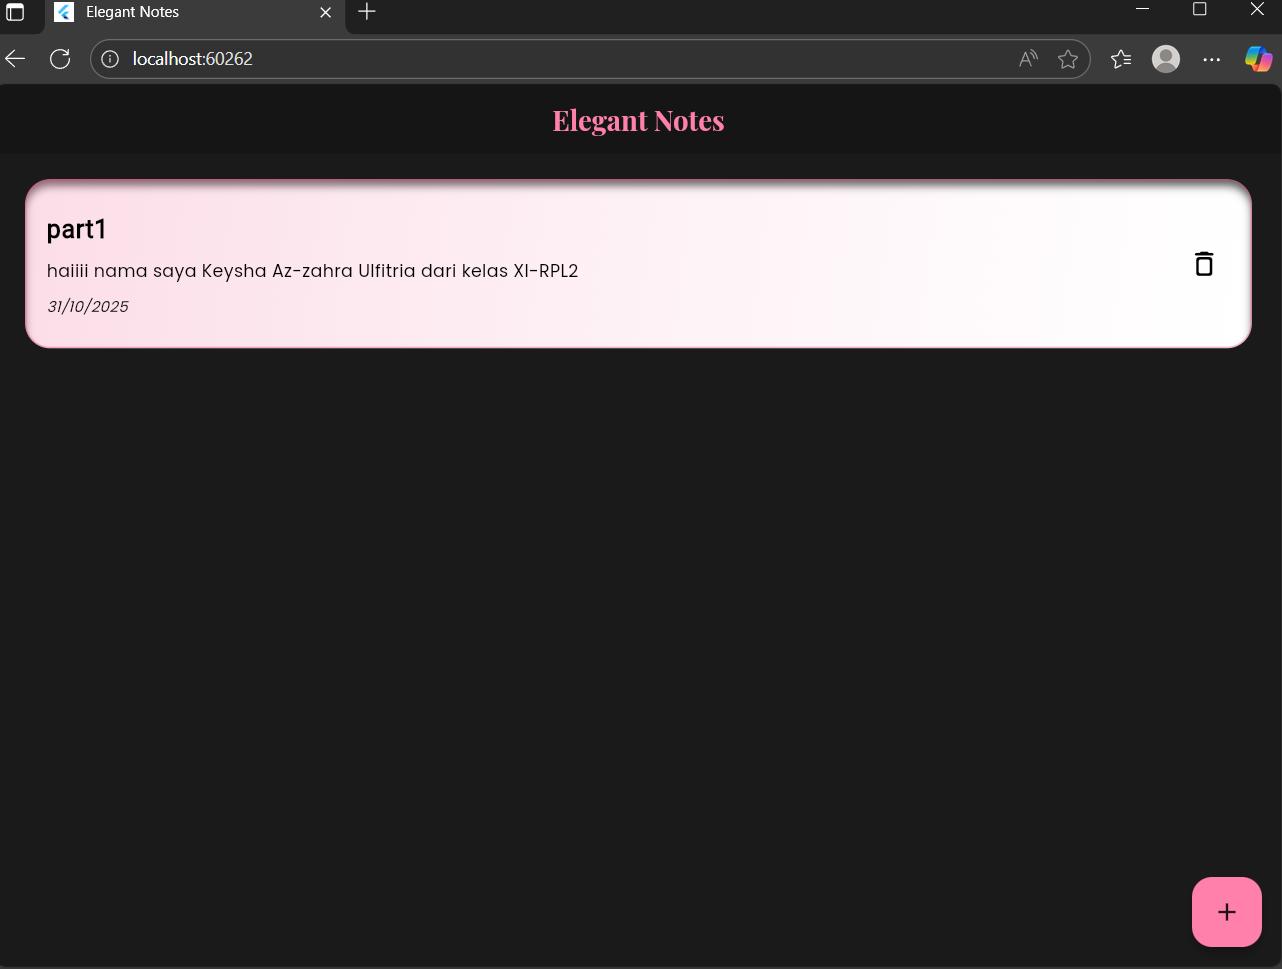 Elegant Notes
localhost:60262
Elegant Notes
part1
haiiii nama saya Keysha Az-zahra Ulfitria dari kelas XI-RPL2
31/10/2025